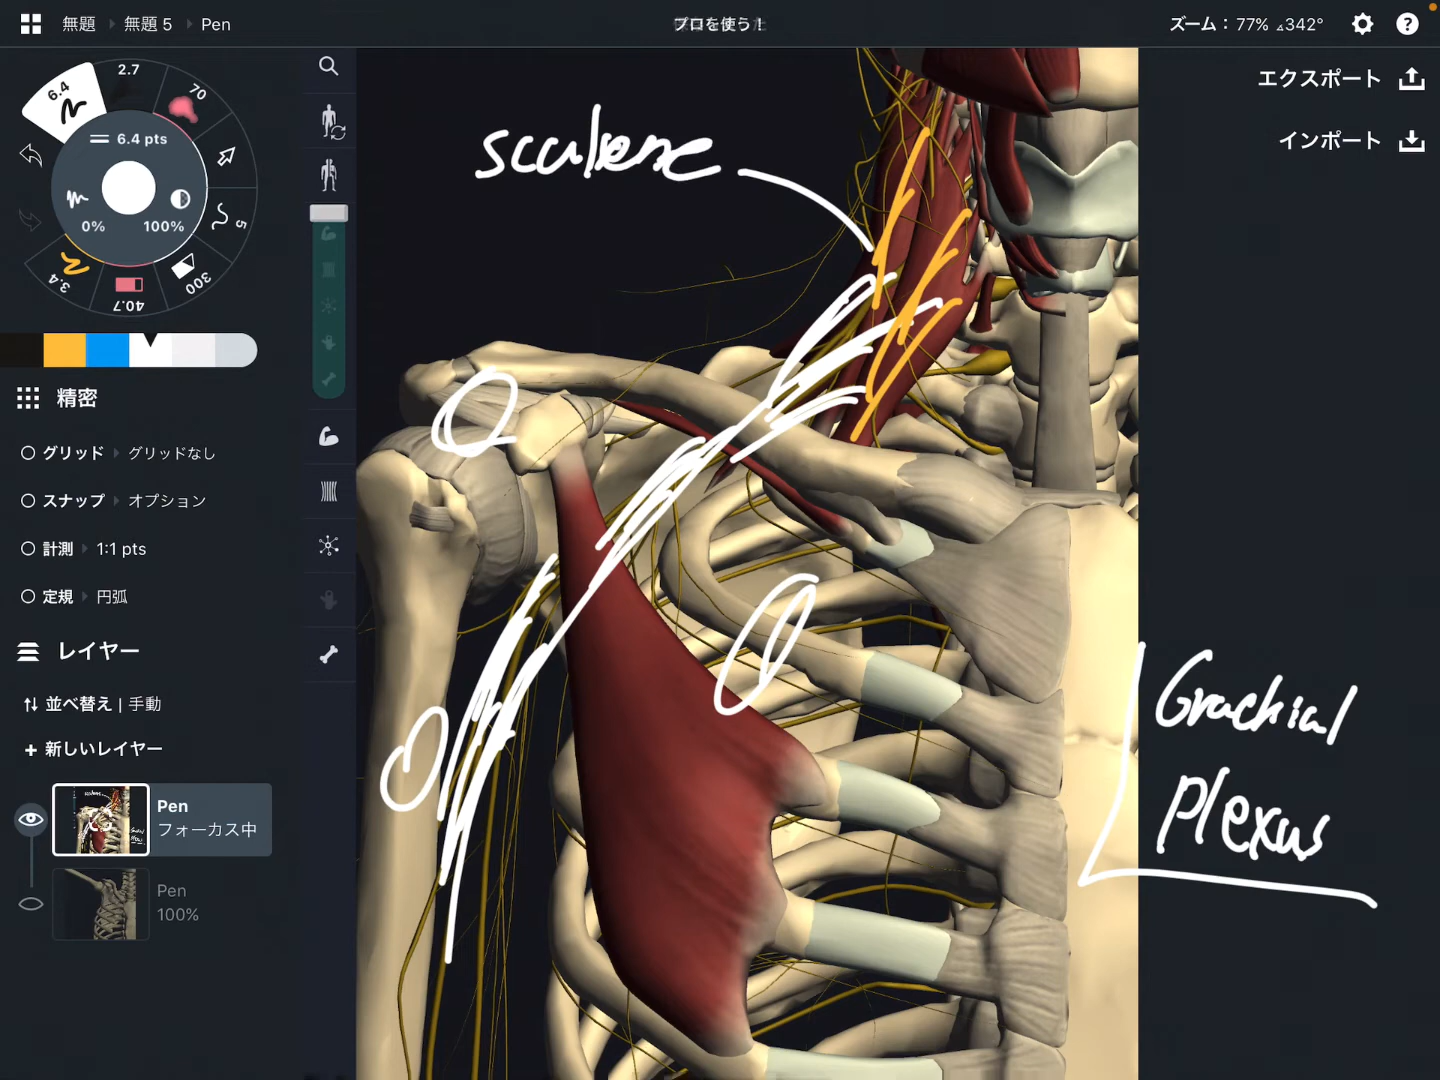 無題 無題 5 Pen
プロを使う！
ズーム： 77% ⊿342°
エクスポート
インポート
6.4
2.7
70
6.4 pts
0%
100%
5
300
40.7
3.4
精密
グリッド グリッドなし
スナップ オプション
計測 1:1 pts
定規 円弧
レイヤー
並べ替え | 手動
+ 新しいレイヤー
Pen
フォーカス中
Pen
100%
scalene
Brachial
plexus